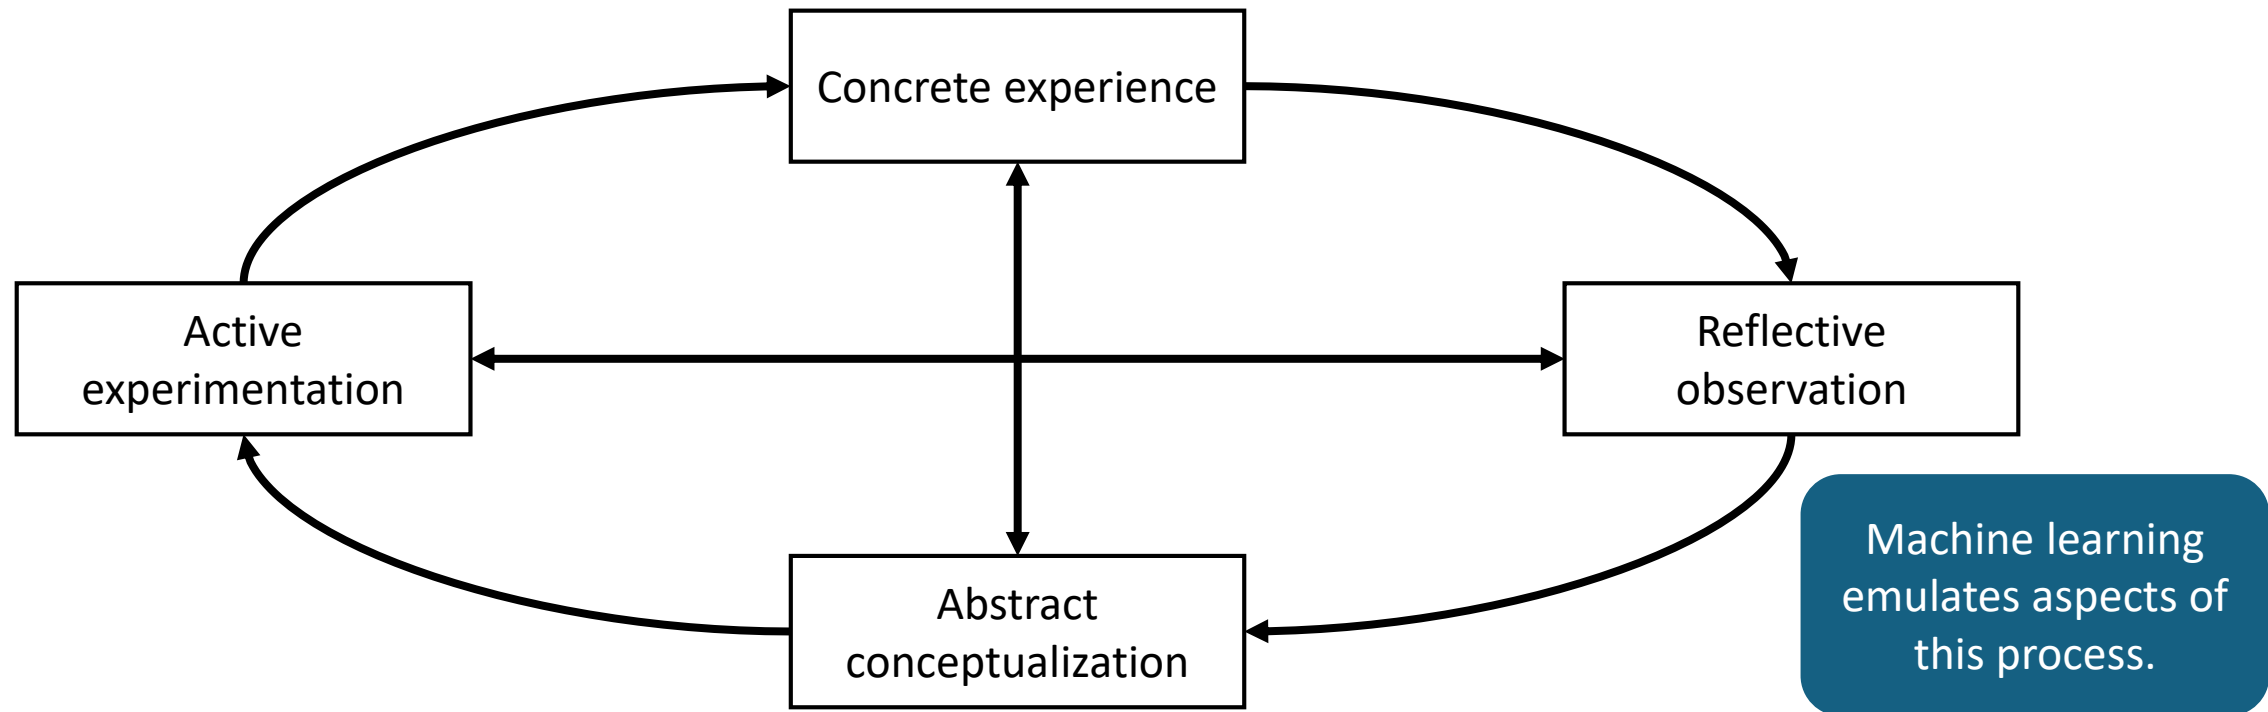 Concrete experience
Active
experimentation
Reflective
observation
Abstract
conceptualization
Machine learning
emulates aspects of
this process.